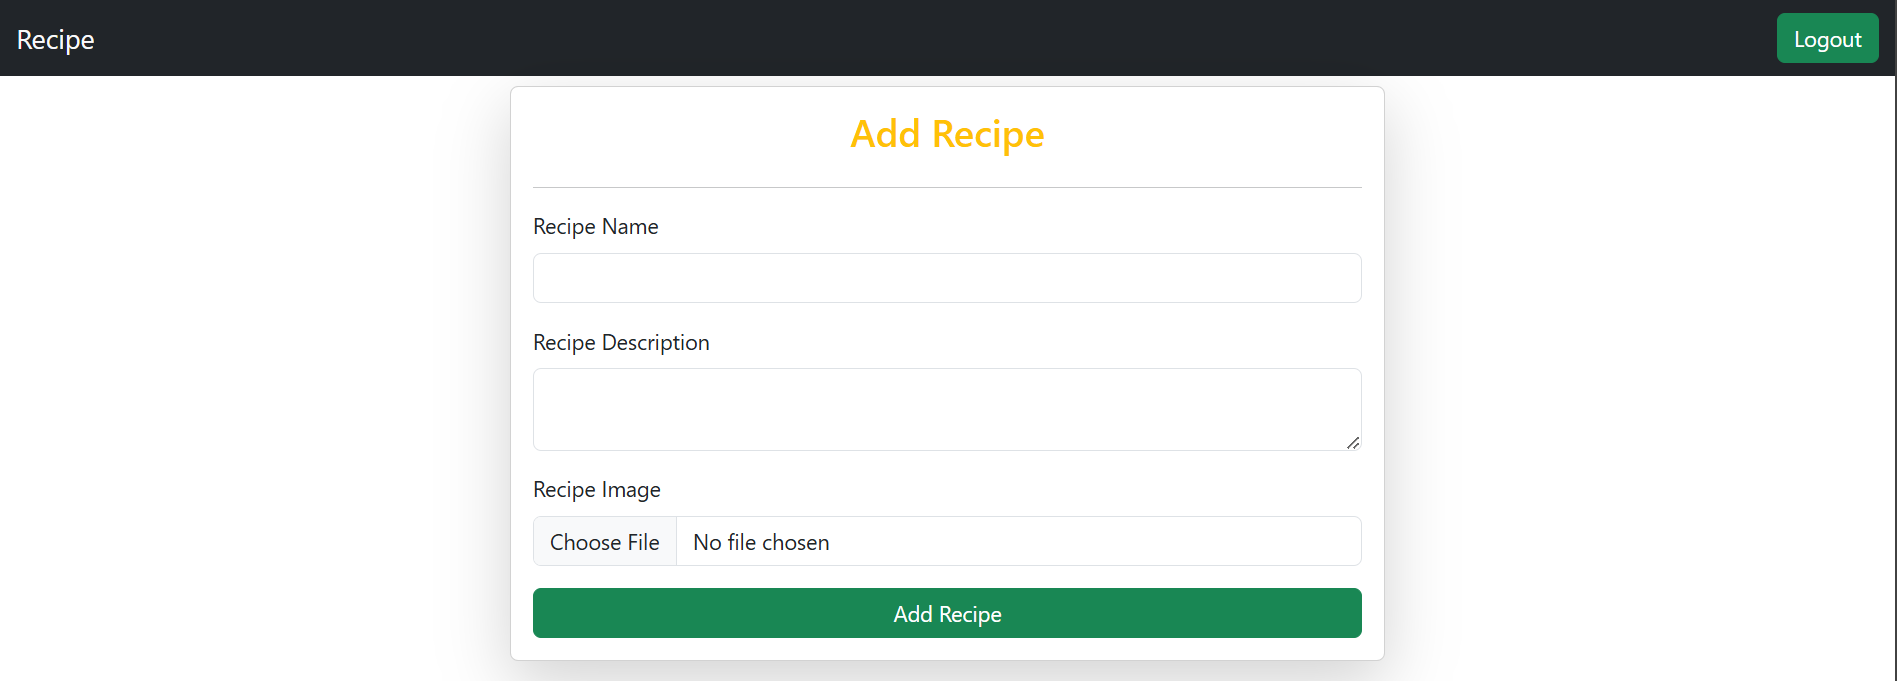 Recipe
Logout
Add Recipe
Recipe Name
Recipe Description
Recipe Image
Choose File No file chosen
Add Recipe